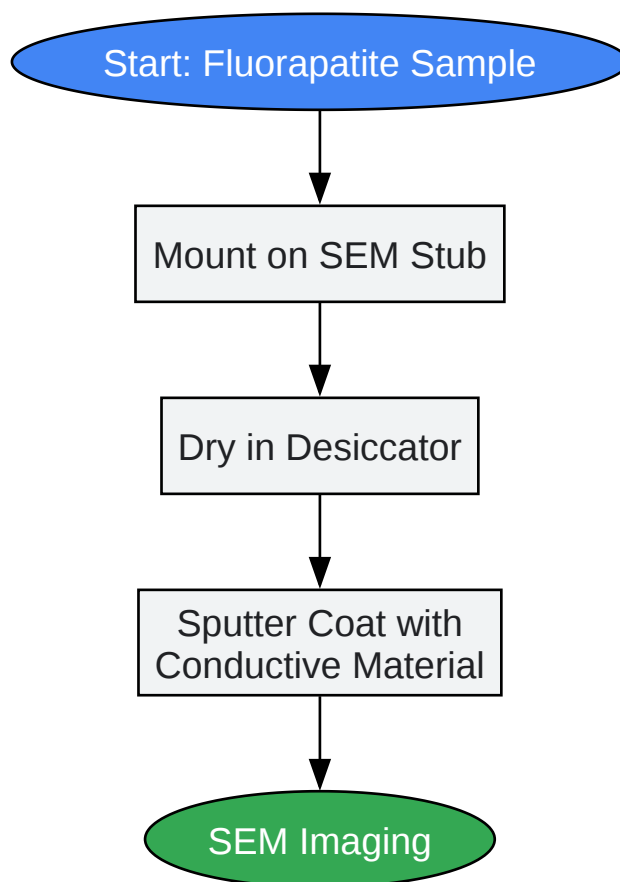 Start: Fluorapatite Sample
Mount on SEM Stub
Dry in Desiccator
Sputter Coat with
Conductive Material
SEM Imaging